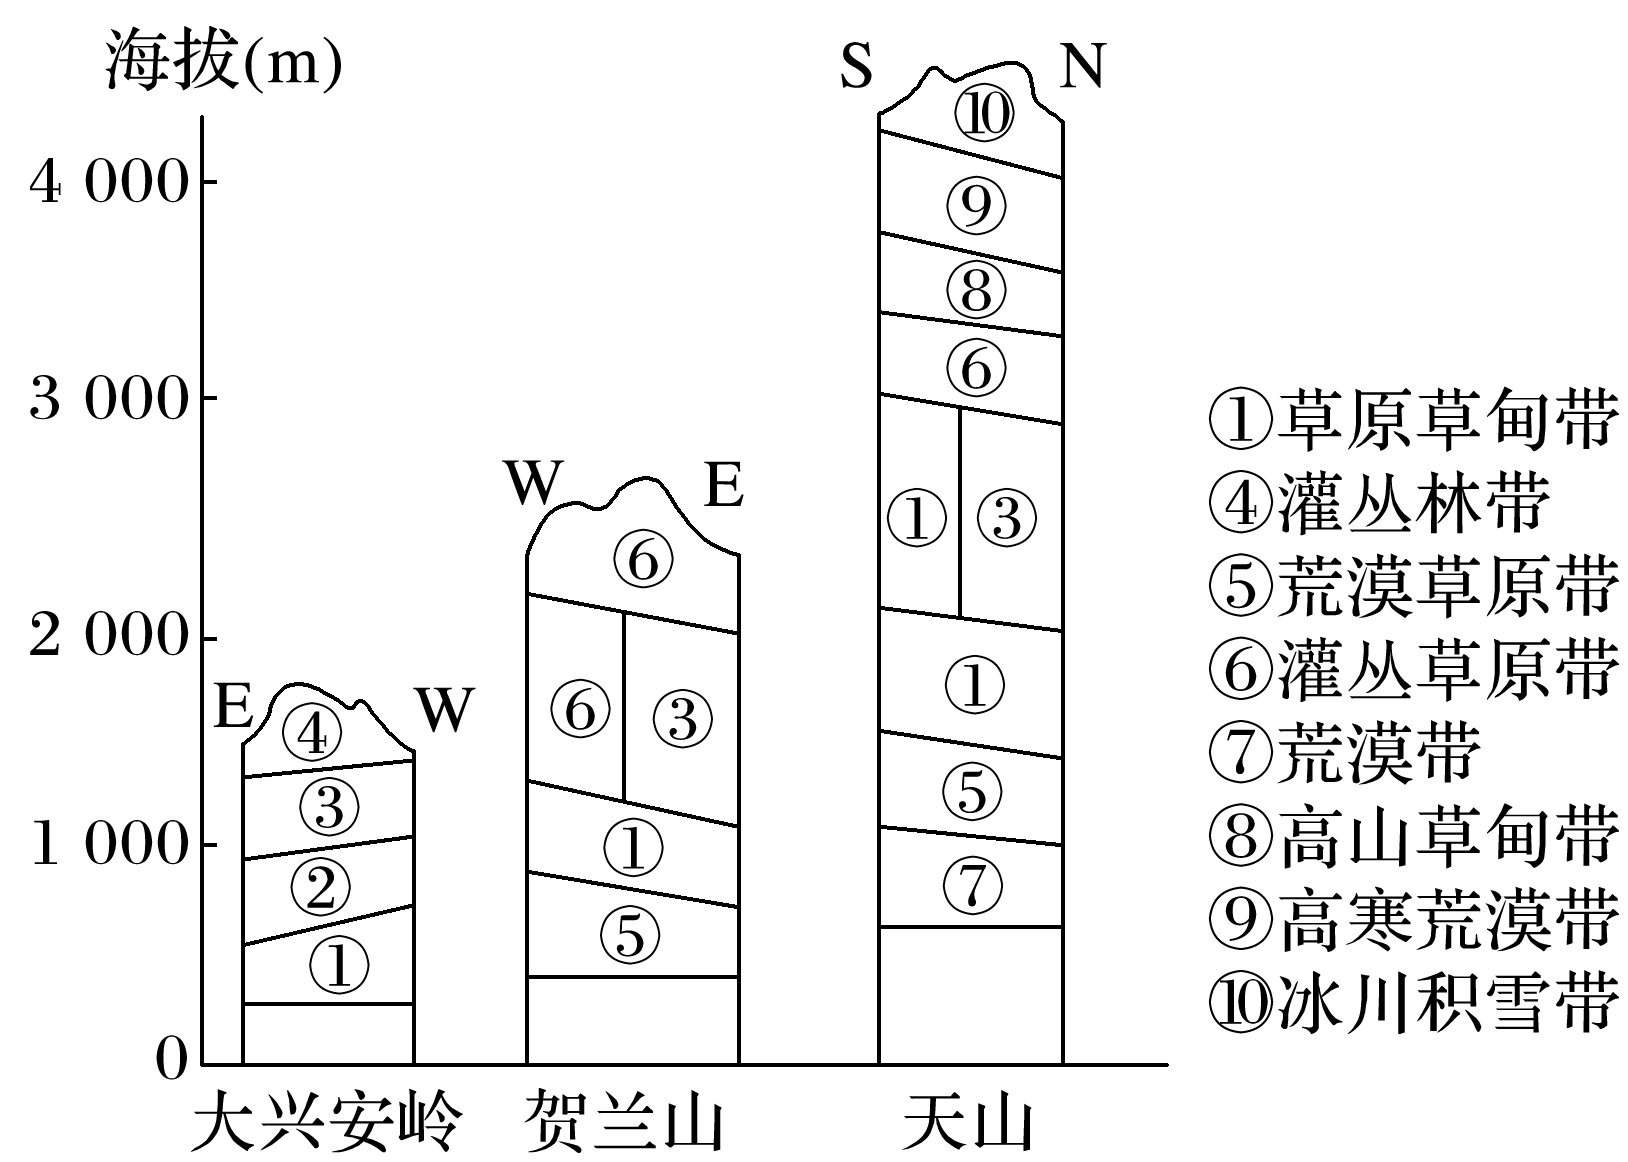 海拔(m)
4 000
3 000
2 000
1 000
0
E
W
④
③
②
①
大兴安岭
W
E
⑥
⑥
③
①
⑤
贺兰山
S
N
⑩
⑨
⑧
⑥
①
③
①
⑤
⑦
天山
①草原草甸带
④灌丛林带
⑤荒漠草原带
⑥灌丛草原带
⑦荒漠带
⑧高山草甸带
⑨高寒荒漠带
⑩冰川积雪带